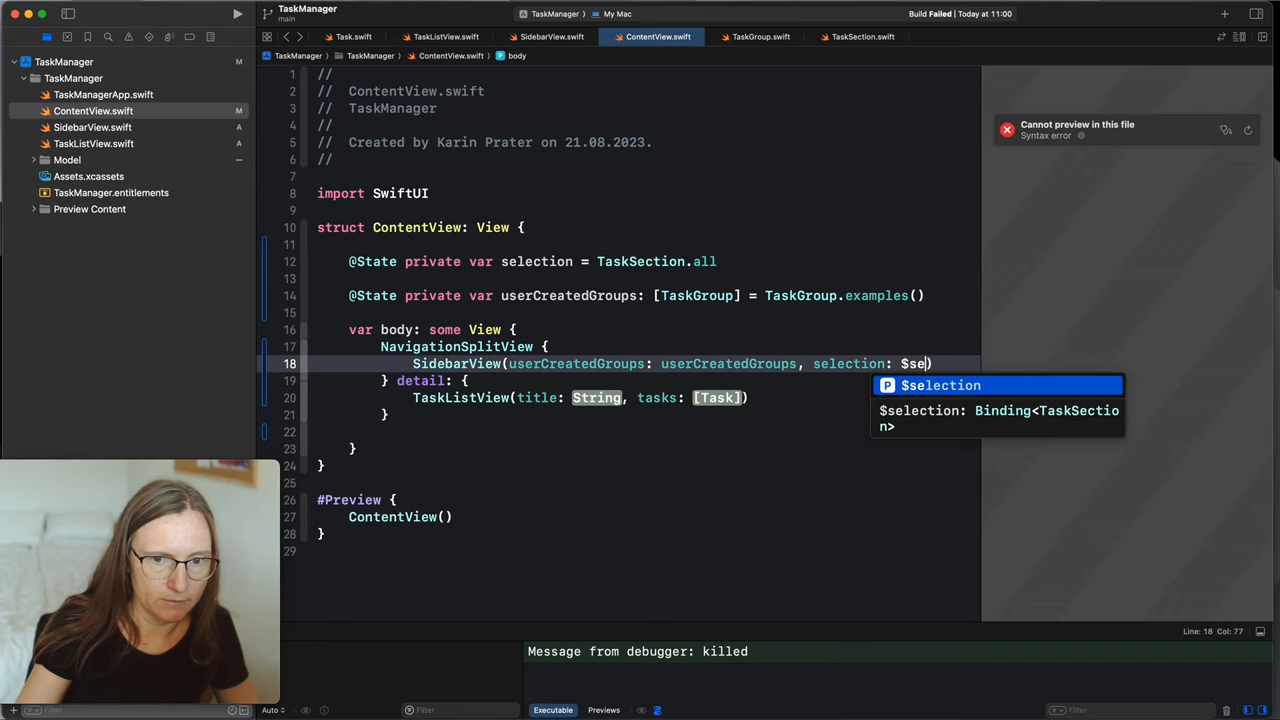 TaskManager
main
TaskManager
My Mac
Build Failed | Today at 11:00
Task.swift
TaskListView.swift
SidebarView.swift
ContentView.swift
TaskGroup.swift
TaskSection.swift
TaskManager
TaskManager
ContentView.swift
body
TaskManager M
TaskManager
TaskManagerApp.swift
ContentView.swift M
SidebarView.swift A
TaskListView.swift A
Model
Assets.xcassets
TaskManager.entitlements
Preview Content
1 //
2 // ContentView.swift
3 // TaskManager
4 //
5 // Created by Karin Prater on 21.08.2023.
6 //
7
8 import SwiftUI
9
10 struct ContentView: View {
11
12 @State private var selection = TaskSection.all
13
14 @State private var userCreatedGroups: [TaskGroup] = TaskGroup.examples()
15
16 var body: some View {
17 NavigationSplitView {
18 SidebarView(userCreatedGroups: userCreatedGroups, selection: $se)
19 } detail: {
20 TaskListView(title: String, tasks: [Task])
21 }
22
23 }
24 }
25
26 #Preview {
27 ContentView()
28 }
29
P $selection
$selection: Binding<TaskSectio
n>
Cannot preview in this file
Syntax error
Line: 18 Col: 77
Message from debugger: killed
Filter
Auto
Filter
Executable
Previews
Filter